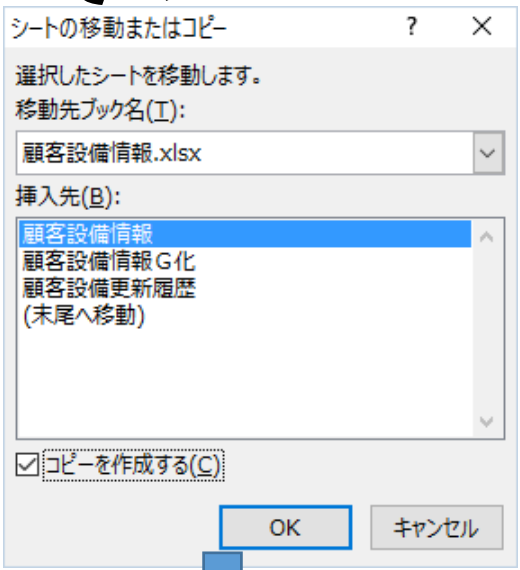 シートの移動またはコピー ? ×
選択したシートを移動します。
移動先ブック名(T):
顧客設備情報.xlsx
挿入先(B):
顧客設備情報
顧客設備情報G化
顧客設備更新履歴
(末尾へ移動)
コピーを作成する(C)
OK キャンセル